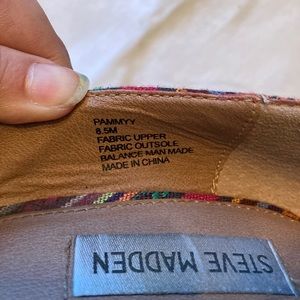 PAMMYY
8.5M
FABRIC UPPER
FABRIC OUTSOLE
BALANCE MAN MADE
MADE IN CHINA
STEVE MADDEN